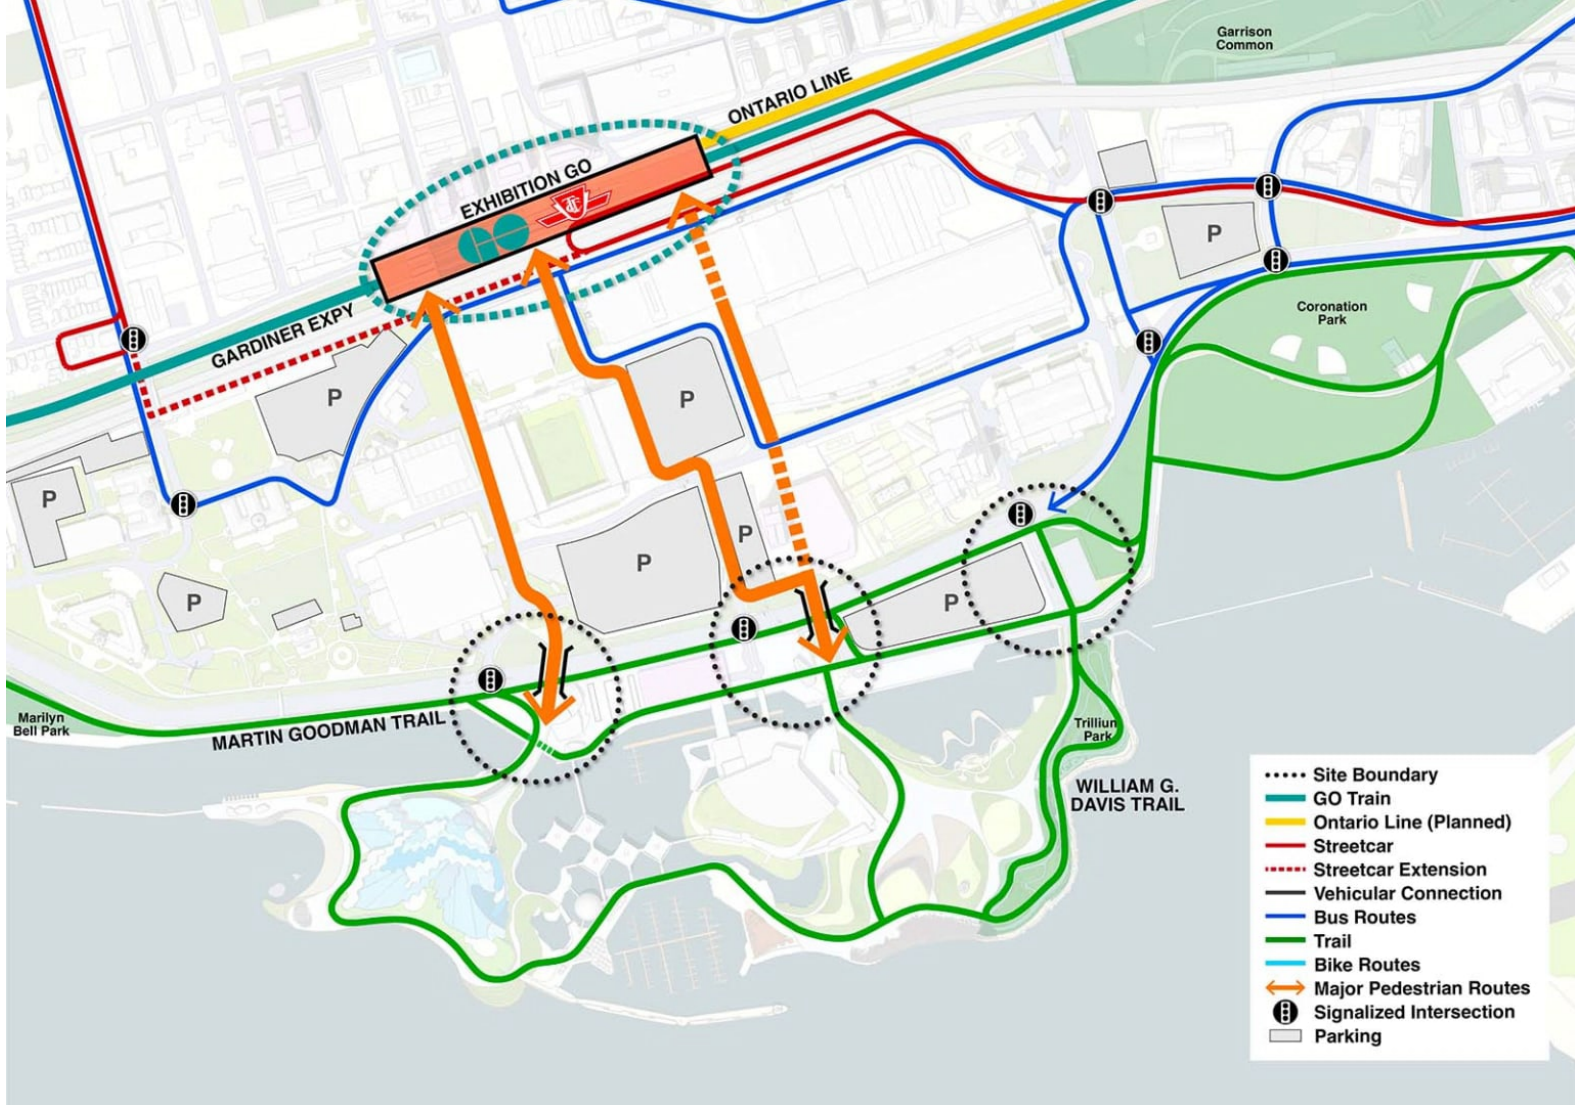 Garrison
Common
ONTARIO LINE
EXHIBITION GO
GARDINER EXPY
P
Coronation
Park
P
P
P
P
P
P
P
P
Marilyn
Bell Park
MARTIN GOODMAN TRAIL
Trillium
Park
WILLIAM G.
DAVIS TRAIL
Site Boundary
GO Train
Ontario Line (Planned)
Streetcar
Streetcar Extension
Vehicular Connection
Bus Routes
Trail
Bike Routes
Major Pedestrian Routes
Signalized Intersection
Parking